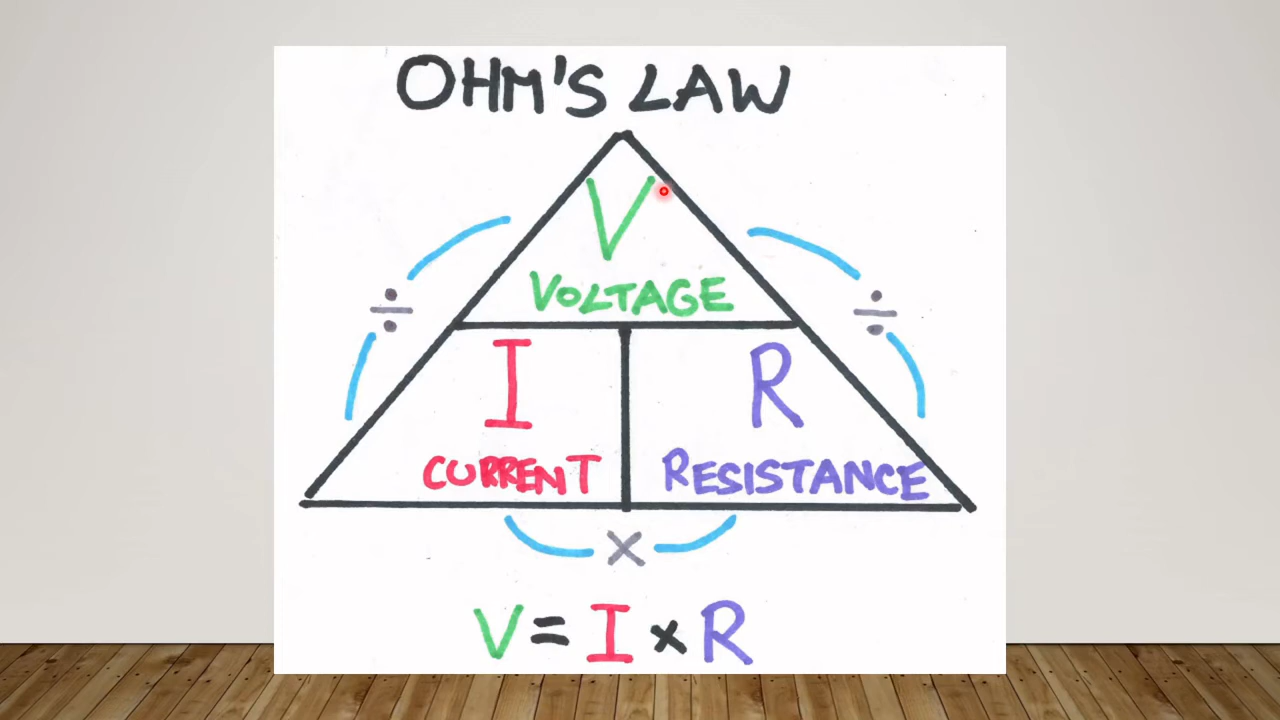 OHM'S LAW
V
VOLTAGE
÷ ÷
I R
CURRENT RESISTANCE
×
V = I × R